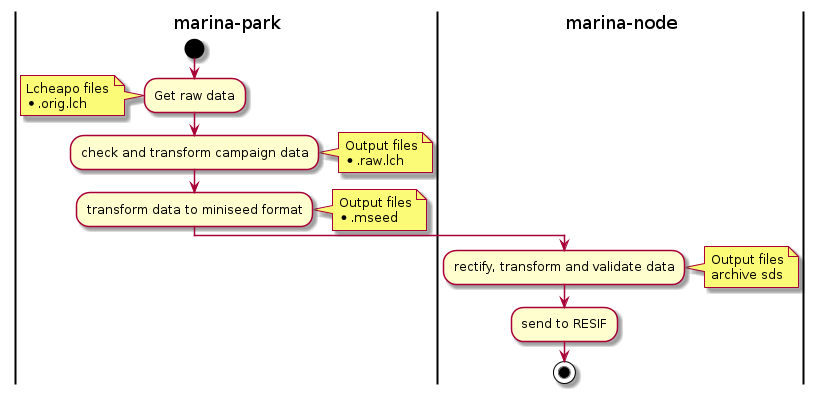 marina-park
marina-node
Lcheapo files
• .orig.lch
Get raw data
check and transform campaign data
Output files
• .raw.lch
transform data to miniseed format
Output files
• .mseed
rectify, transform and validate data
Output files
archive sds
send to RESIF